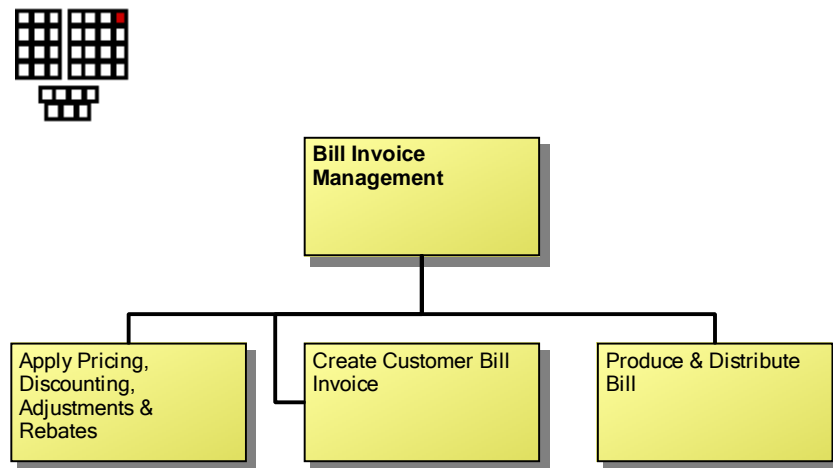 Bill Invoice
Management
Apply Pricing,
Discounting,
Adjustments &
Rebates
Create Customer Bill
Invoice
Produce & Distribute
Bill